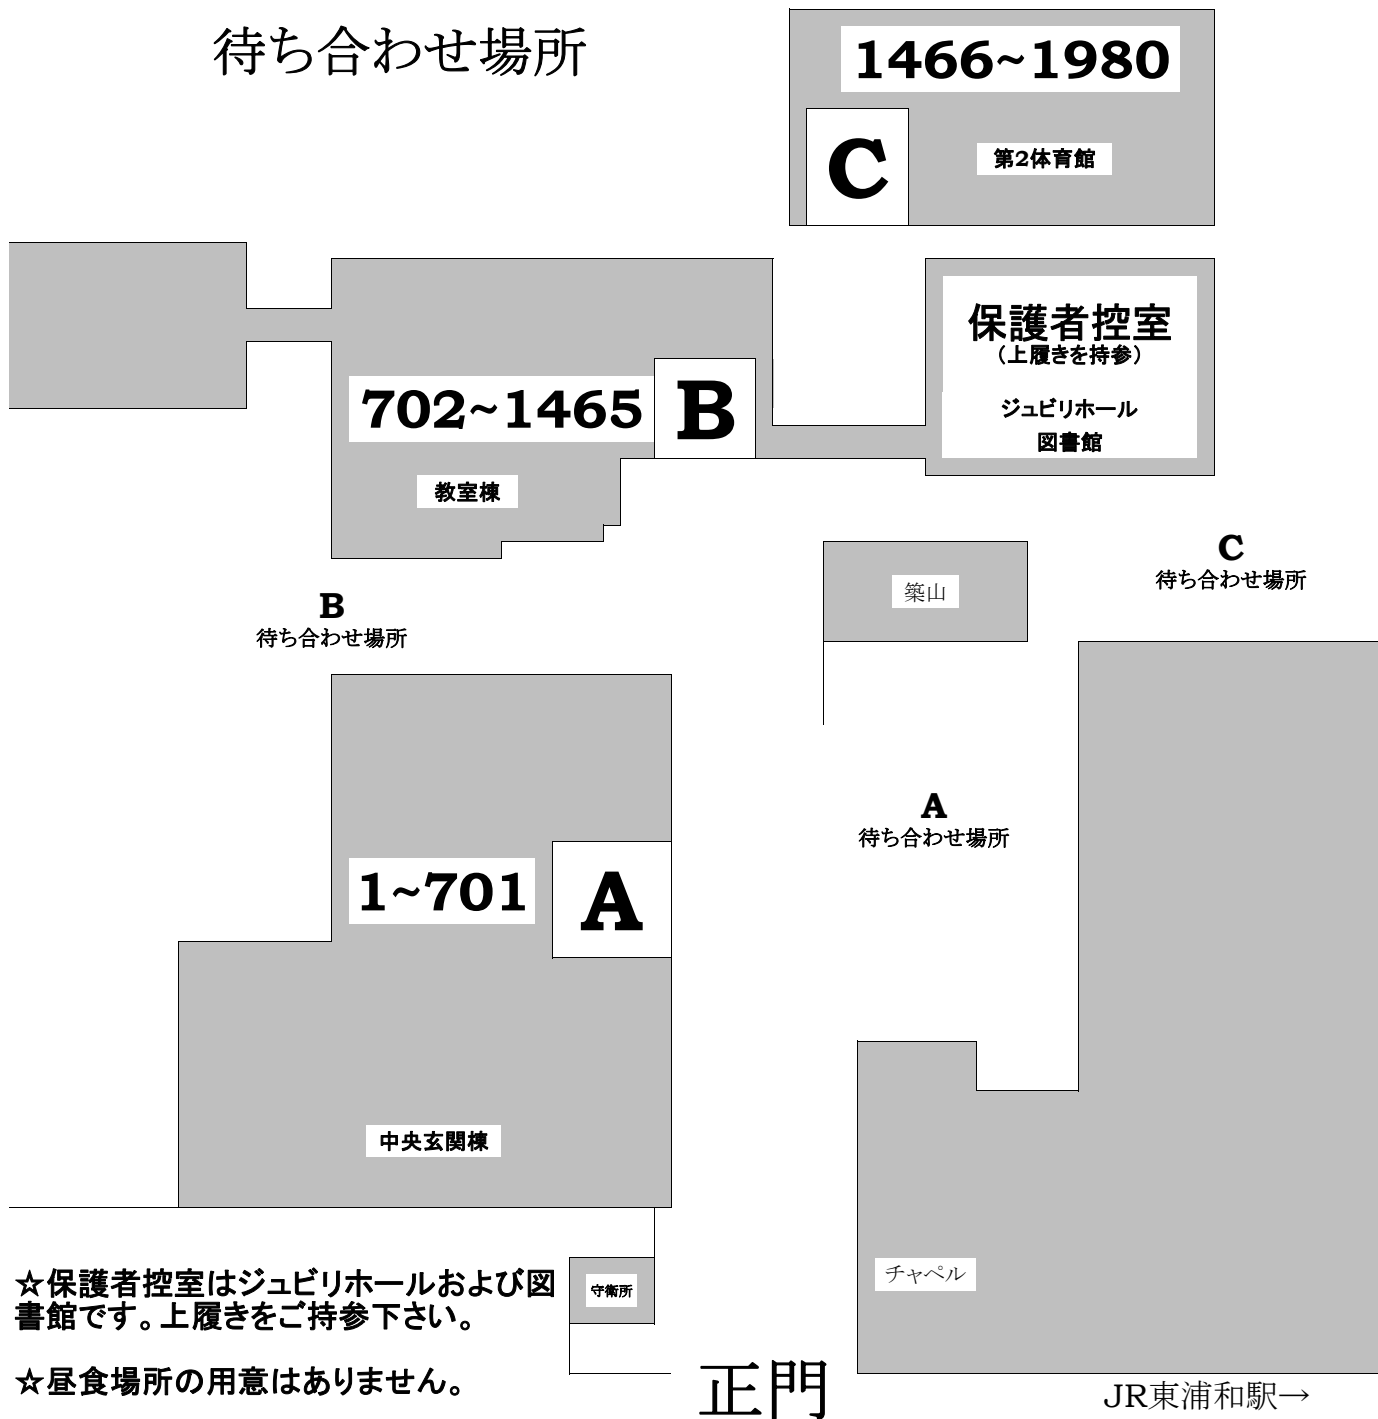 待ち合わせ場所
1466~1980
C
第2体育館
保護者控室
（上履きを持参）
ジュビリホール
図書館
702~1465
B
教室棟
C
待ち合わせ場所
築山
B
待ち合わせ場所
A
待ち合わせ場所
1~701
A
中央玄関棟
チャペル
守衛所
☆保護者控室はジュビリホールおよび図
書館です。上履きをご持参下さい。
☆昼食場所の用意はありません。
正門
JR東浦和駅→